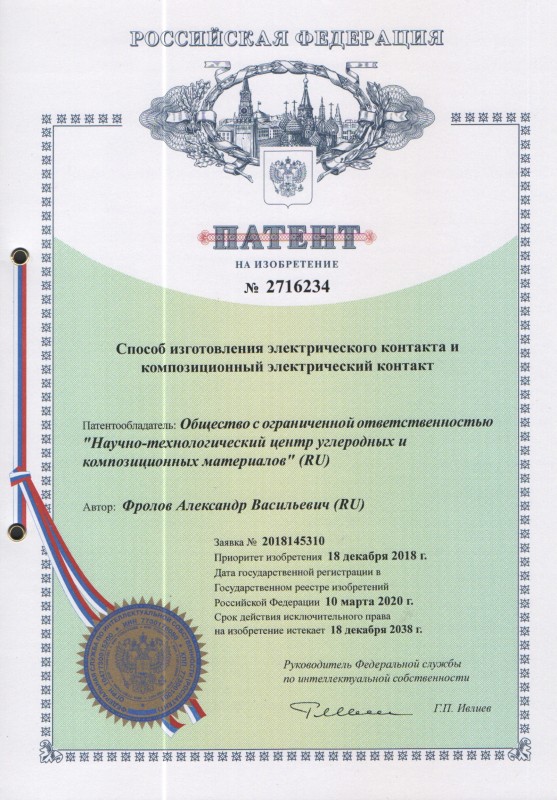 РОССИЙСКАЯ ФЕДЕРАЦИЯ
ПАТЕНТ
НА ИЗОБРЕТЕНИЕ
№ 2716234
Способ изготовления электрического контакта и
композиционный электрический контакт
Патентообладатель: Общество с ограниченной ответственностью
"Научно-технологический центр углеродных и
композиционных материалов" (RU)
Автор: Фролов Александр Васильевич (RU)
Заявка № 2018145310
Приоритет изобретения 18 декабря 2018 г.
Дата государственной регистрации в
Государственном реестре изобретений
Российской Федерации 10 марта 2020 г.
Срок действия исключительного права
на изобретение истекает 18 декабря 2038 г.
Руководитель Федеральной службы
по интеллектуальной собственности
Г.П. Ивлиев